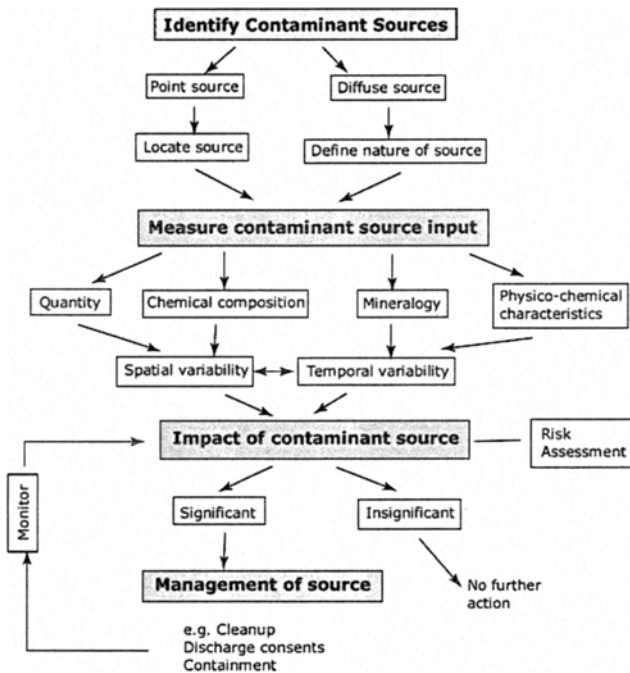 Identify Contaminant Sources
Point source
Diffuse source
Locate source
Define nature of source
Measure contaminant source input
Quantity
Chemical composition
Mineralogy
Physico-chemical
characteristics
Spatial variability
Temporal variability
Impact of contaminant source
Risk
Assessment
Monitor
Significant
Insignificant
Management of source
No further
action
e.g. Cleanup
Discharge consents
Containment